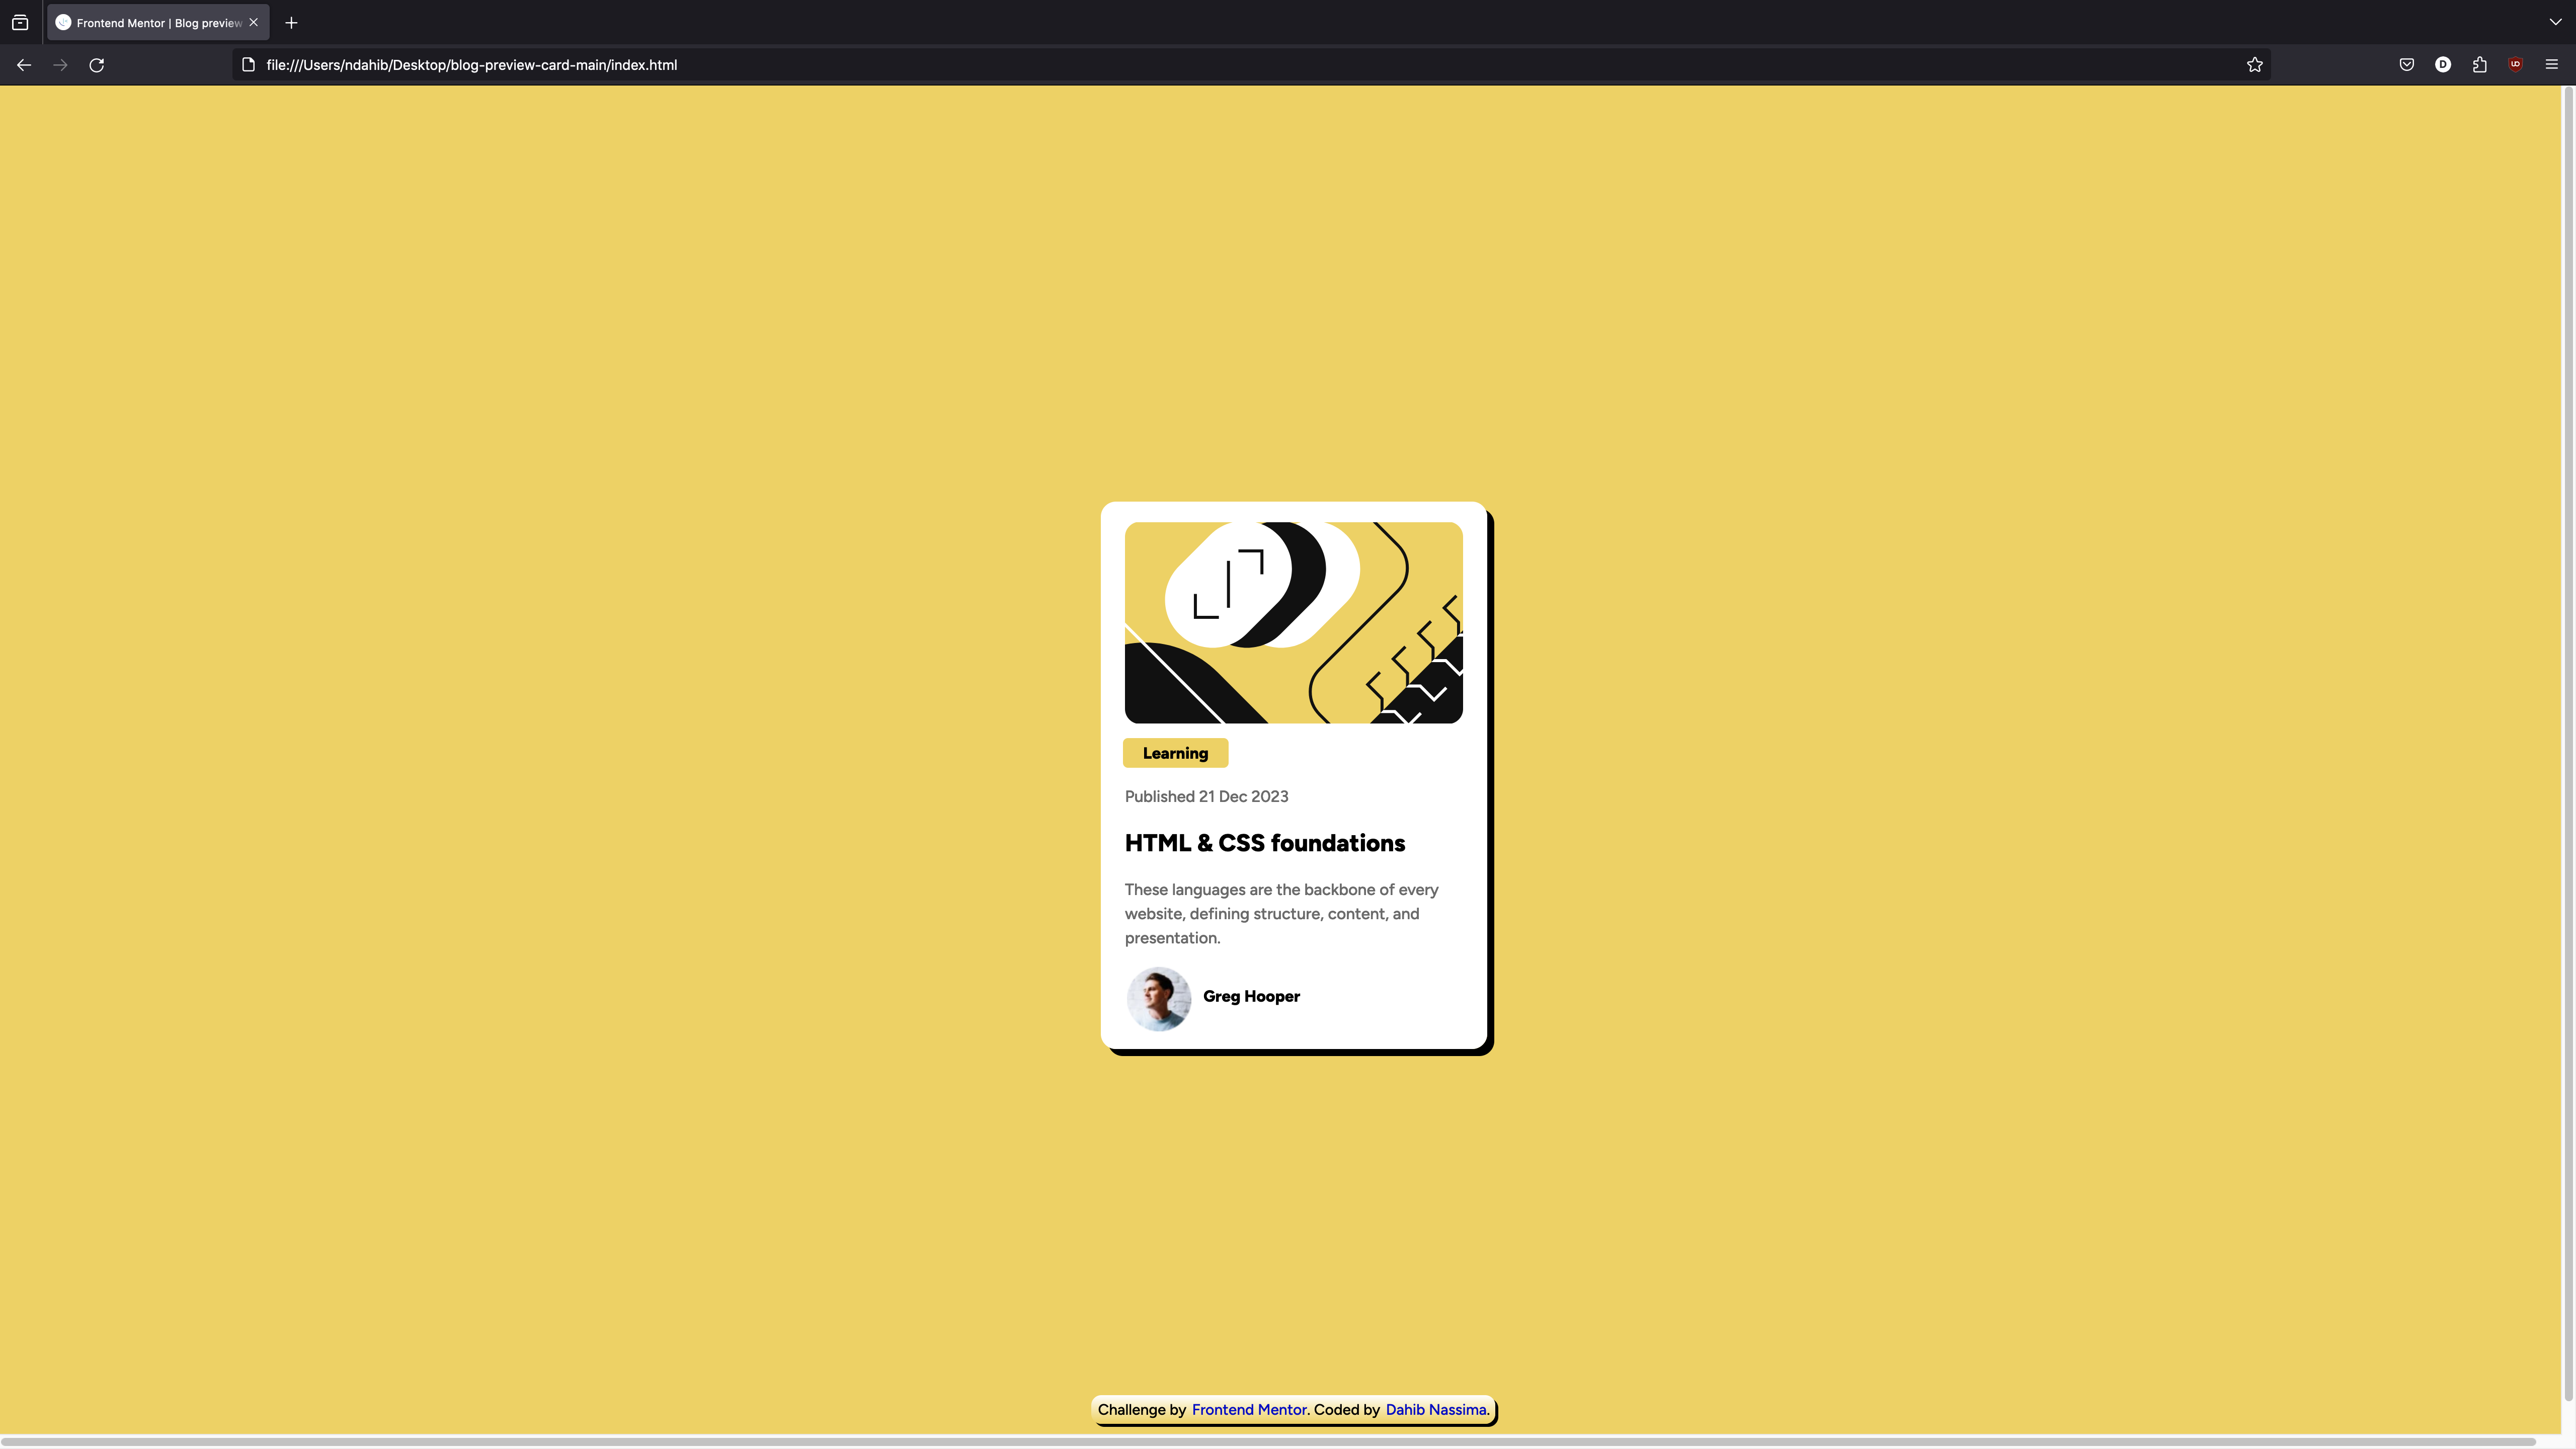 Frontend Mentor | Blog preview
file:///Users/ndahib/Desktop/blog-preview-card-main/index.html
D
Learning
Published 21 Dec 2023
HTML & CSS foundations
These languages are the backbone of every
website, defining structure, content, and
presentation.
Greg Hooper
Challenge by Frontend Mentor. Coded by Dahib Nassima.